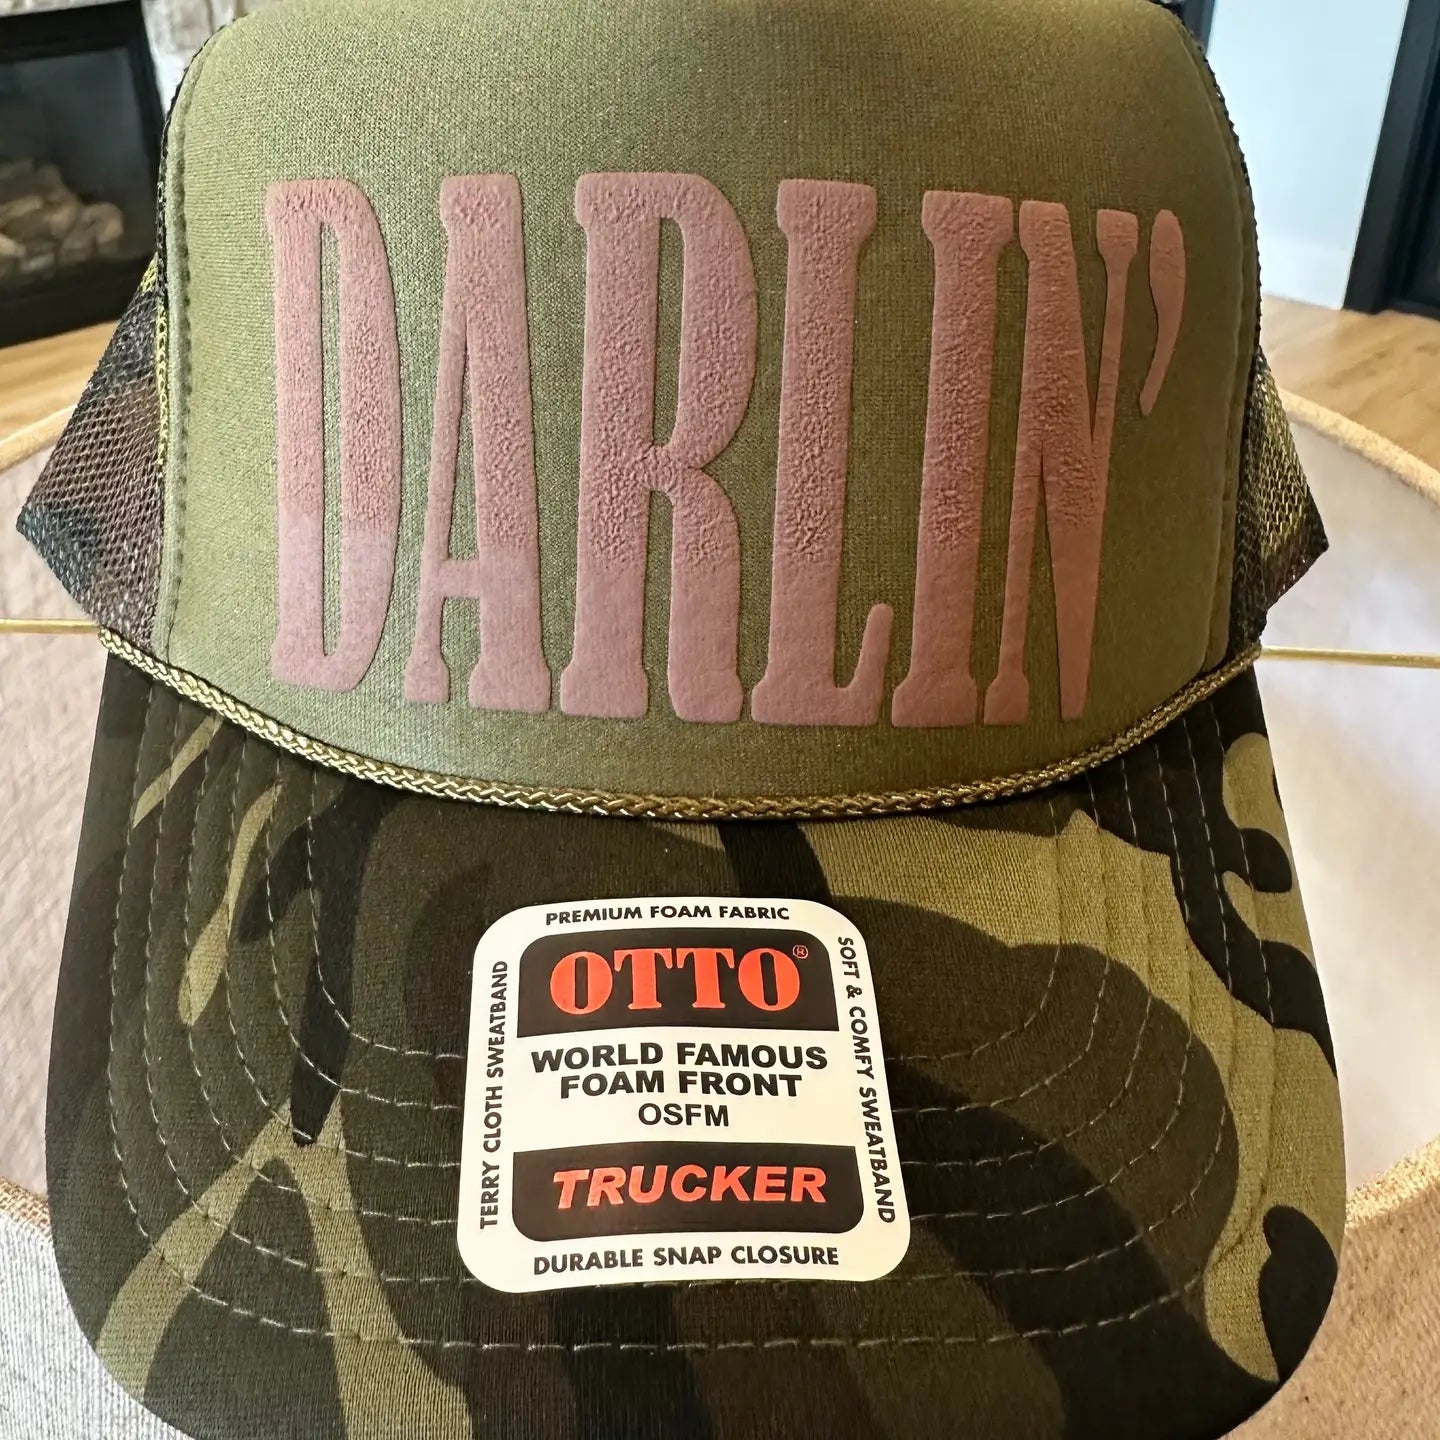 DARLIN'
PREMIUM FOAM FABRIC
OTTO®
WORLD FAMOUS
FOAM FRONT
OSFM
TRUCKER
DURABLE SNAP CLOSURE
TERRY CLOTH SWEATBAND
SOFT & COMFY SWEATBAND